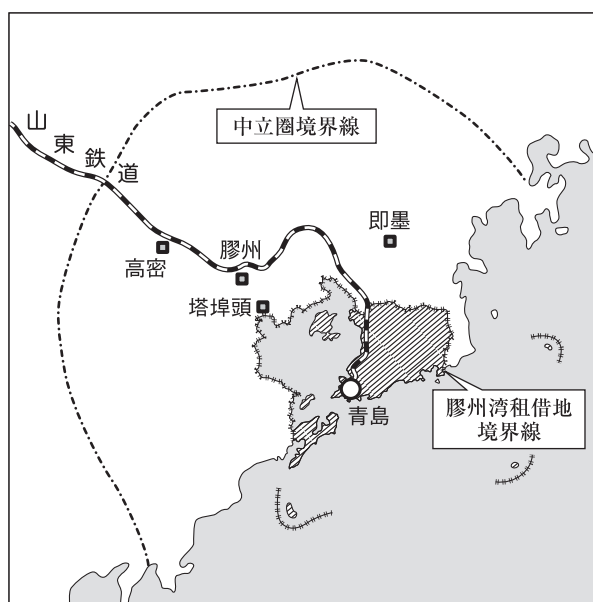 中立圏境界線
山東鉄道
即墨
膠州
高密
塔埠頭
青島
膠州湾租借地
境界線